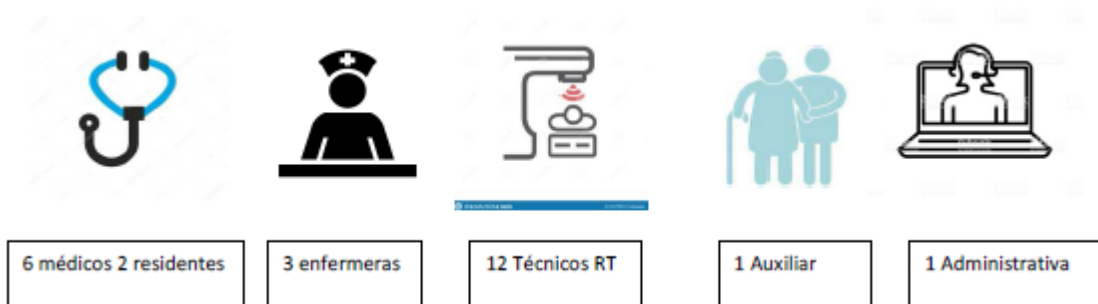 6 médicos 2 residentes
3 enfermeras
12 Técnicos RT
1 Auxiliar
1 Administrativa